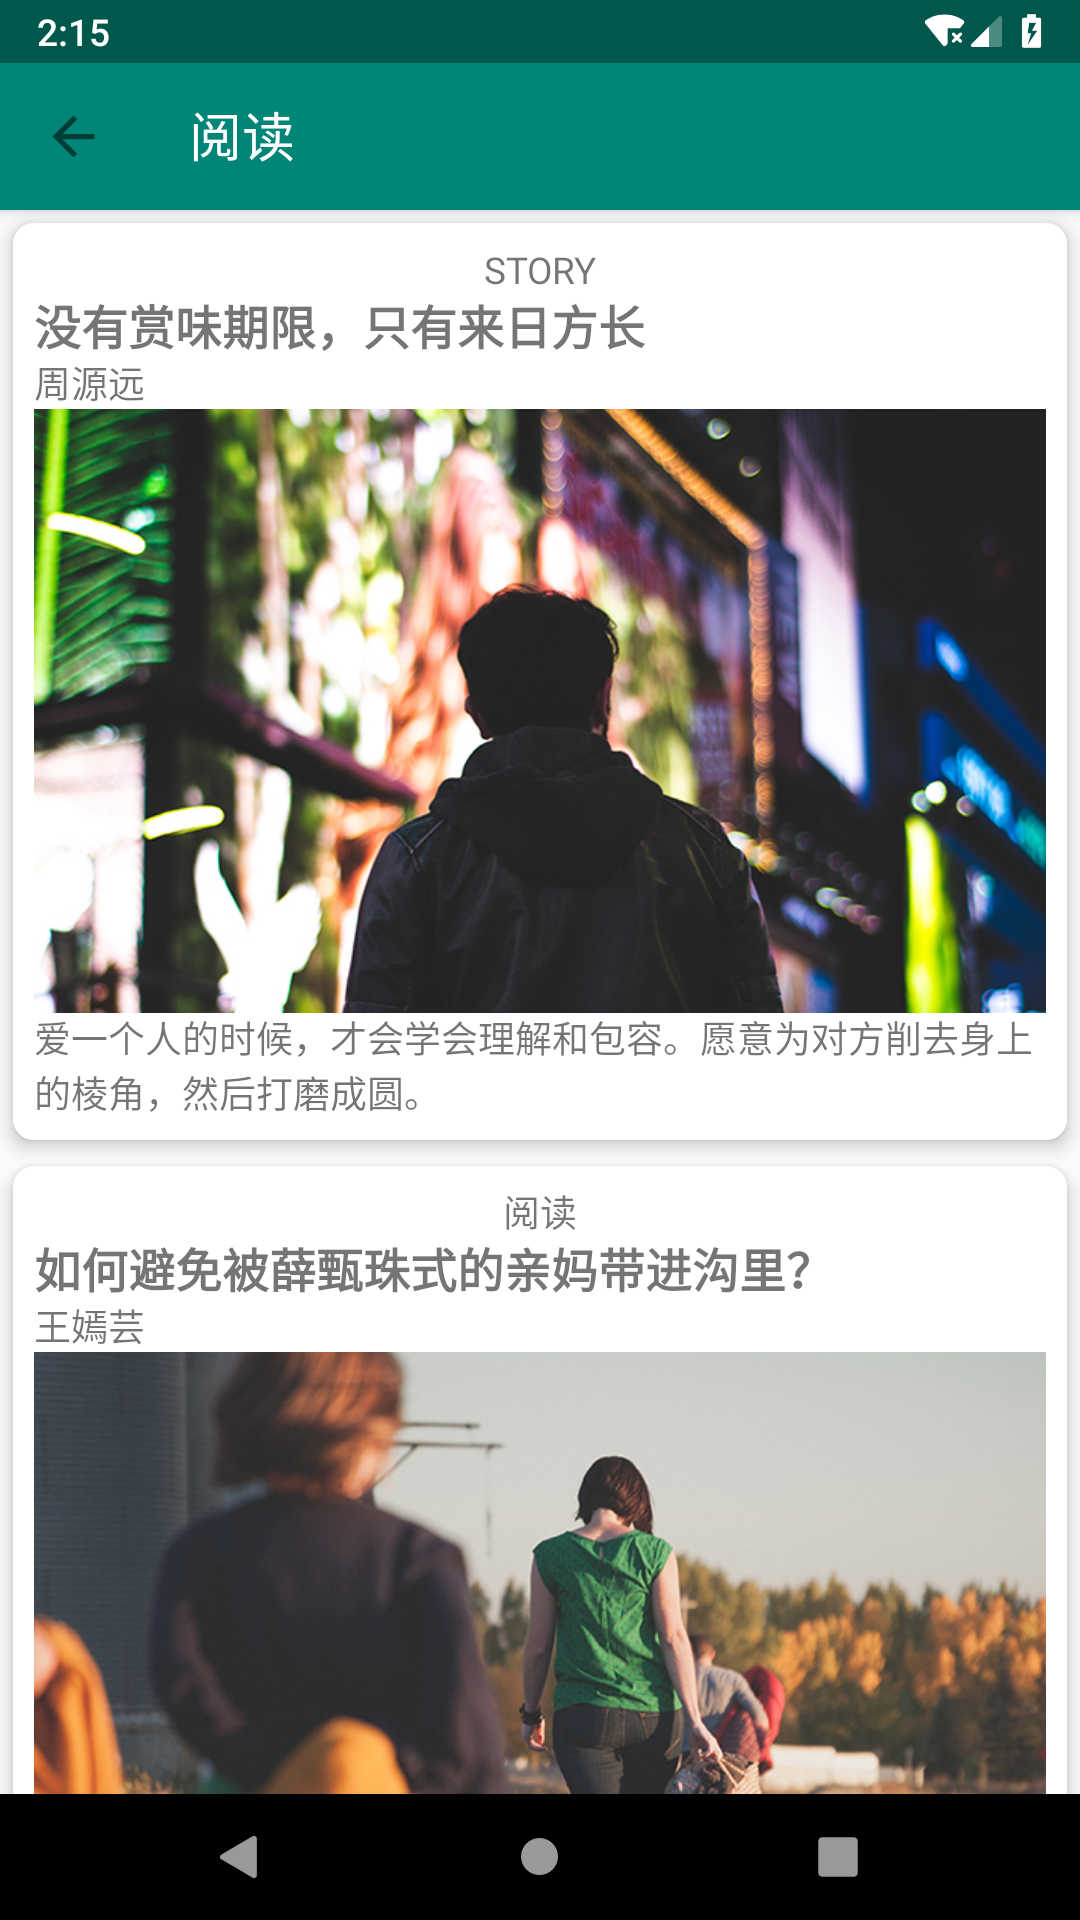 2:15
阅读
STORY
没有赏味期限，只有来日方长
周源远
爱一个人的时候，才会学会理解和包容。愿意为对方削去身上
的棱角，然后打磨成圆。
阅读
如何避免被薛甄珠式的亲妈带进沟里？
王嫣芸